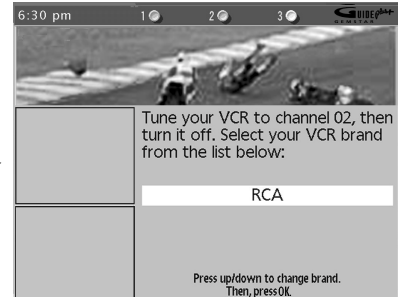 6:30 pm 1 2 3 GUIDE plus+
GEMSTAR
Tune your VCR to channel 02, then
turn it off. Select your VCR brand
from the list below:
RCA
Press up/down to change brand.
Then, press OK.